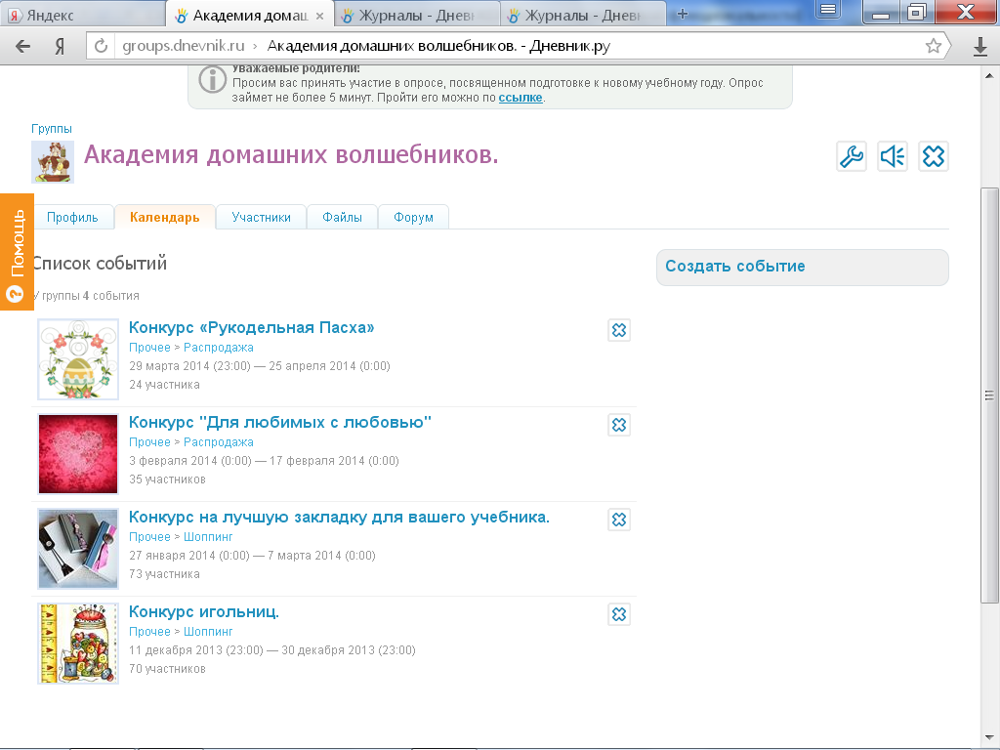 Яндекс
Академия домаш
Журналы - Дневн
Журналы - Дневн
groups.dnevnik.ru › Академия домашних волшебников. - Дневник.ру
Уважаемые родители!
Просим вас принять участие в опросе, посвященном подготовке к новому учебному году. Опрос
займет не более 5 минут. Пройти его можно по ссылке.
Группы
Академия домашних волшебников.
Профиль
Календарь
Участники
Файлы
Форум
Помощь
Список событий
Создать событие
У группы 4 события
Конкурс «Рукодельная Пасха»
Прочее > Распродажа
29 марта 2014 (23:00) — 25 апреля 2014 (0:00)
24 участника
Конкурс "Для любимых с любовью"
Прочее > Распродажа
3 февраля 2014 (0:00) — 17 февраля 2014 (0:00)
35 участников
Конкурс на лучшую закладку для вашего учебника.
Прочее > Шоппинг
27 января 2014 (0:00) — 7 марта 2014 (0:00)
73 участника
Конкурс игольниц.
Прочее > Шоппинг
11 декабря 2013 (23:00) — 30 декабря 2013 (23:00)
70 участников